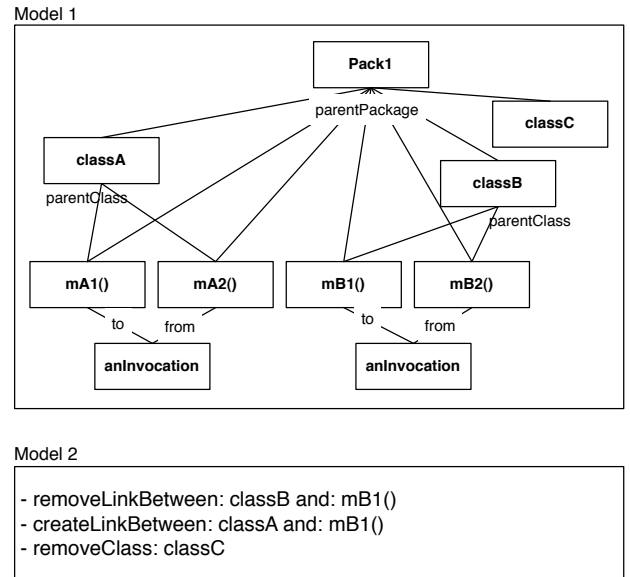 Model 1
Pack1
parentPackage
classC
classA
classB
parentClass
parentClass
mA1()
mA2()
mB1()
mB2()
to
from
to
from
anInvocation
anInvocation
Model 2
- removeLinkBetween: classB and: mB1()
- createLinkBetween: classA and: mB1()
- removeClass: classC